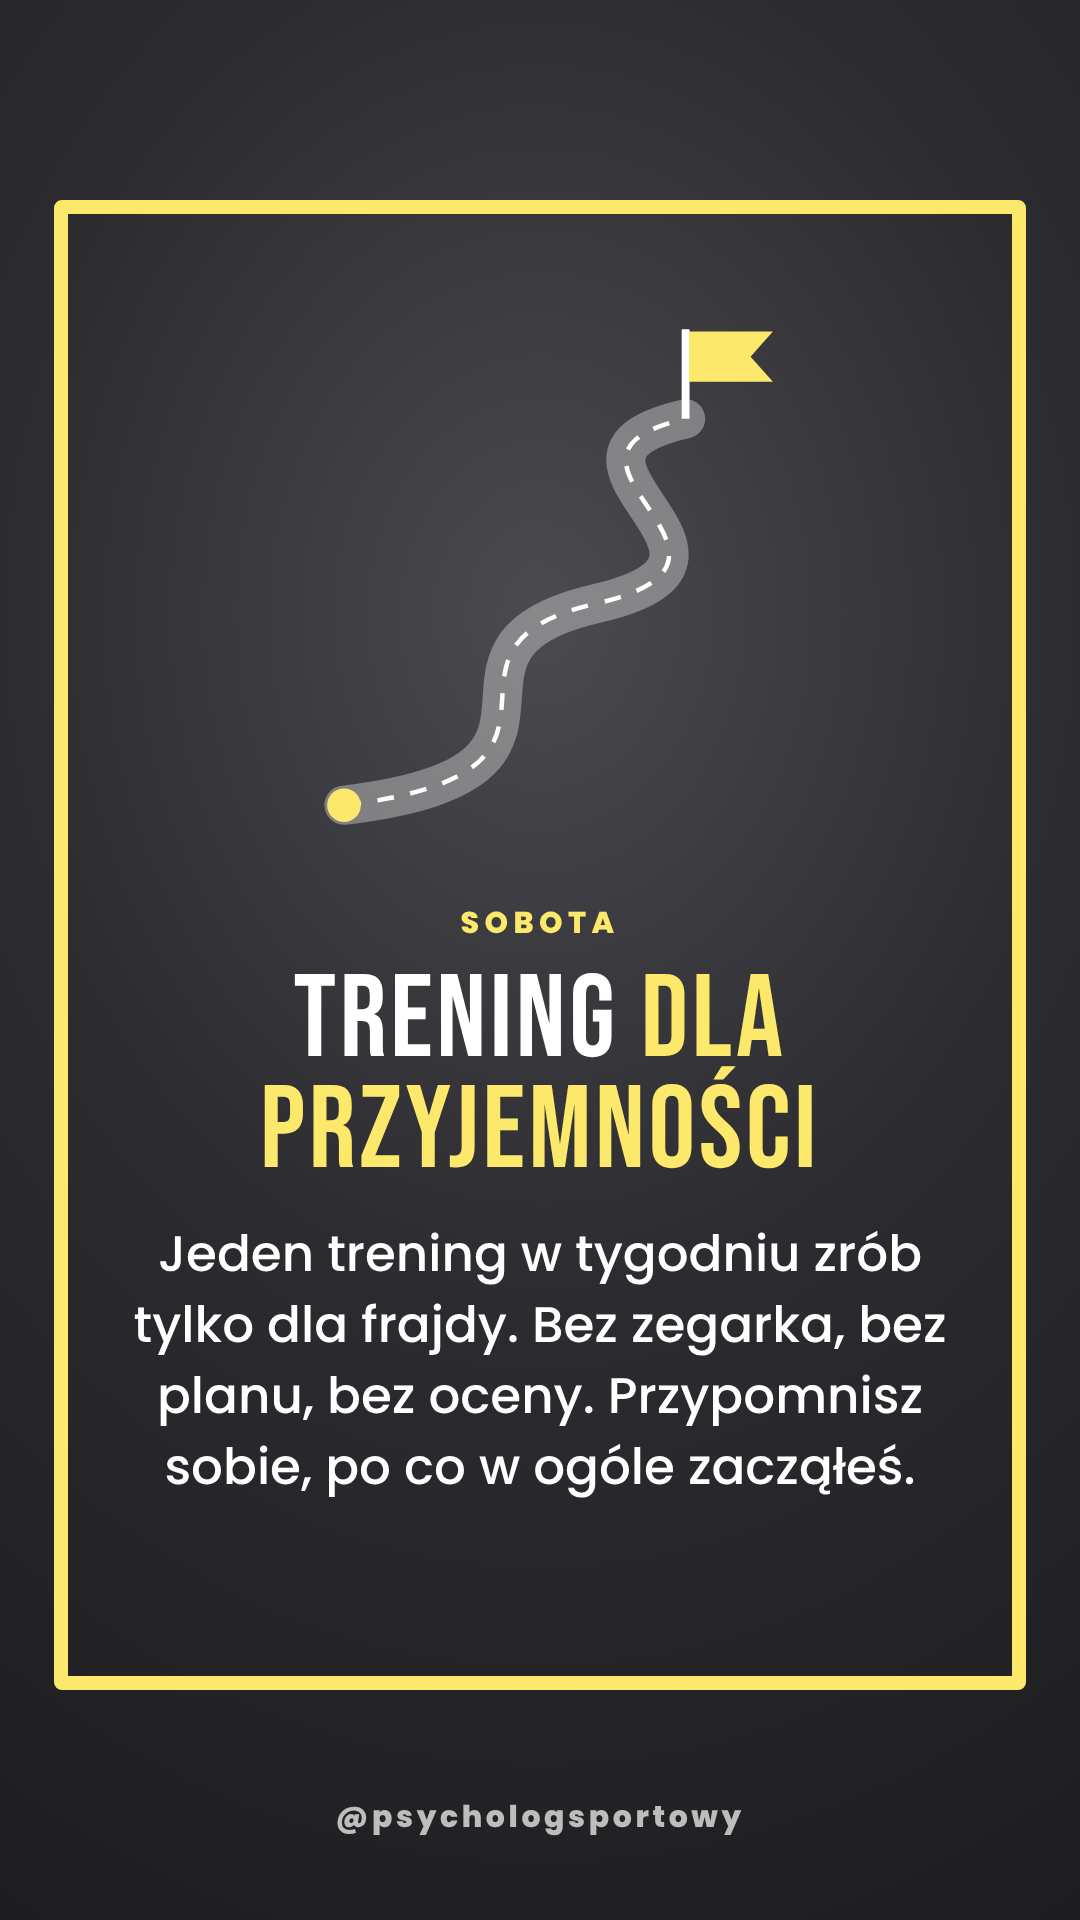 SOBOTA
TRENING DLA
PRZYJEMNOŚCI
Jeden trening w tygodniu zrób
tylko dla frajdy. Bez zegarka, bez
planu, bez oceny. Przypomnisz
sobie, po co w ogóle zacząłeś.
@psychologsportowy